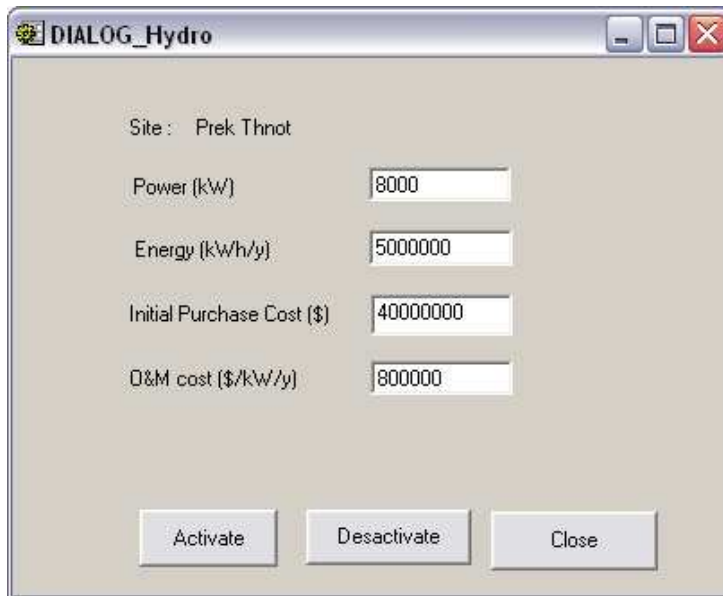 DIALOG_Hydro
Site : Prek Thnot
Power (kW) 8000
Energy (kWh/y) 5000000
Initial Purchase Cost ($) 40000000
O&M cost ($/kW/y) 800000
Activate Desactivate Close